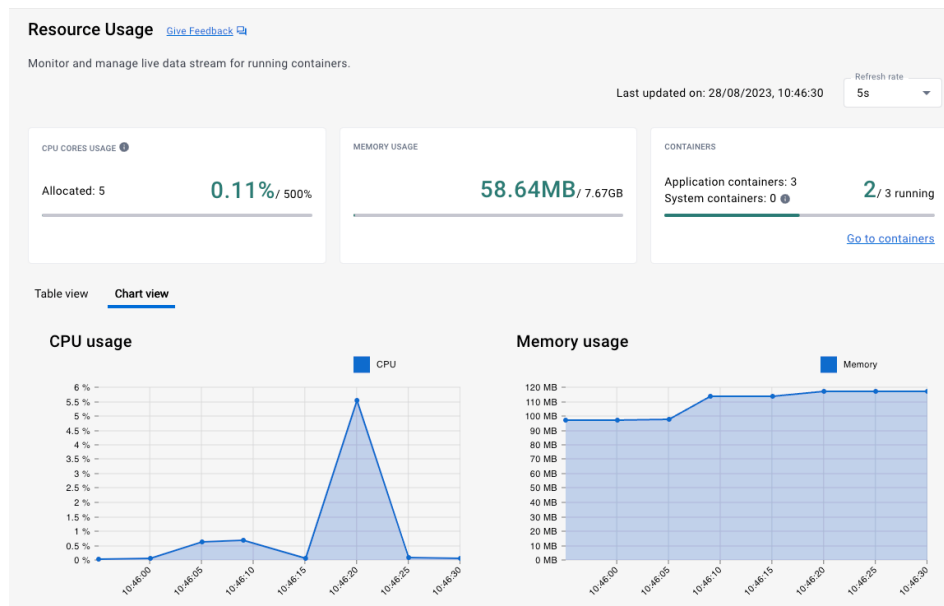 Resource Usage Give Feedback
Monitor and manage live data stream for running containers.
Refresh rate
Last updated on: 28/08/2023, 10:46:30 5s
CPU CORES USAGE
Allocated: 5 0.11% / 500%
MEMORY USAGE
58.64MB / 7.67GB
CONTAINERS
Application containers: 3
System containers: 0
2 / 3 running
Go to containers
Table view Chart view
CPU usage
CPU
6 %
5.5 %
5 %
4.5 %
4 %
3.5 %
3 %
2.5 %
2 %
1.5 %
1 %
0.5 %
0 %
10:46:00 10:46:05 10:46:10 10:46:15 10:46:20 10:46:25 10:46:30
Memory usage
Memory
120 MB
110 MB
100 MB
90 MB
80 MB
70 MB
60 MB
50 MB
40 MB
30 MB
20 MB
10 MB
0 MB
10:46:00 10:46:05 10:46:10 10:46:15 10:46:20 10:46:25 10:46:30